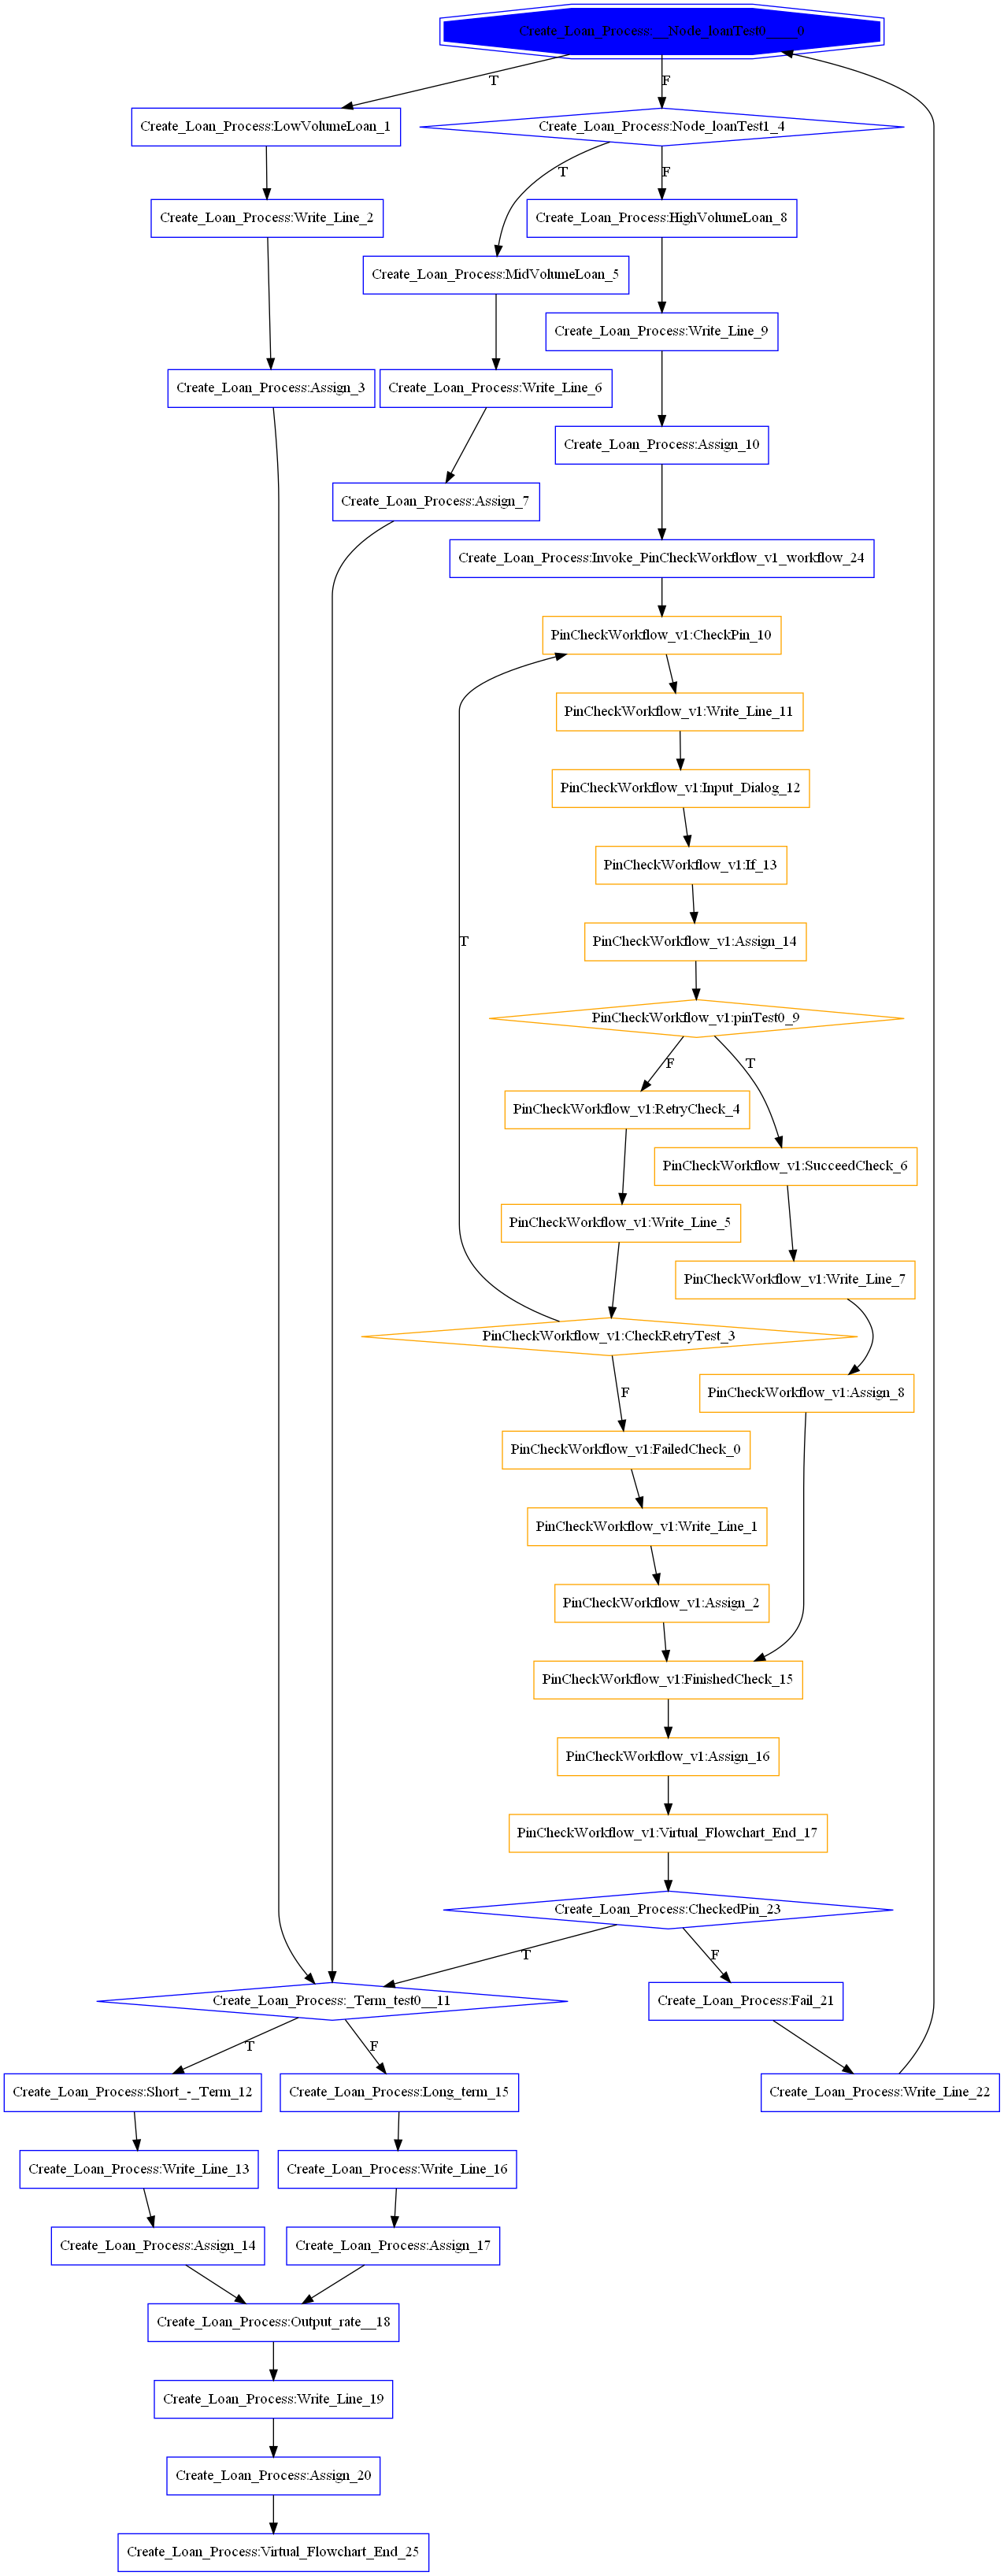 Create_Loan_Process:__Node_loanTest0_____0
T
F
Create_Loan_Process:LowVolumeLoan_1
Create_Loan_Process:Node_loanTest1_4
T
F
Create_Loan_Process:Write_Line_2
Create_Loan_Process:HighVolumeLoan_8
Create_Loan_Process:MidVolumeLoan_5
Create_Loan_Process:Write_Line_9
Create_Loan_Process:Assign_3
Create_Loan_Process:Write_Line_6
Create_Loan_Process:Assign_10
Create_Loan_Process:Assign_7
Create_Loan_Process:Invoke_PinCheckWorkflow_v1_workflow_24
PinCheckWorkflow_v1:CheckPin_10
PinCheckWorkflow_v1:Write_Line_11
PinCheckWorkflow_v1:Input_Dialog_12
PinCheckWorkflow_v1:If_13
T
PinCheckWorkflow_v1:Assign_14
PinCheckWorkflow_v1:pinTest0_9
F
T
PinCheckWorkflow_v1:RetryCheck_4
PinCheckWorkflow_v1:SucceedCheck_6
PinCheckWorkflow_v1:Write_Line_5
PinCheckWorkflow_v1:Write_Line_7
PinCheckWorkflow_v1:CheckRetryTest_3
F
PinCheckWorkflow_v1:Assign_8
PinCheckWorkflow_v1:FailedCheck_0
PinCheckWorkflow_v1:Write_Line_1
PinCheckWorkflow_v1:Assign_2
PinCheckWorkflow_v1:FinishedCheck_15
PinCheckWorkflow_v1:Assign_16
PinCheckWorkflow_v1:Virtual_Flowchart_End_17
Create_Loan_Process:CheckedPin_23
T
F
Create_Loan_Process:_Term_test0__11
Create_Loan_Process:Fail_21
T
F
Create_Loan_Process:Short_-_Term_12
Create_Loan_Process:Long_term_15
Create_Loan_Process:Write_Line_22
Create_Loan_Process:Write_Line_13
Create_Loan_Process:Write_Line_16
Create_Loan_Process:Assign_14
Create_Loan_Process:Assign_17
Create_Loan_Process:Output_rate__18
Create_Loan_Process:Write_Line_19
Create_Loan_Process:Assign_20
Create_Loan_Process:Virtual_Flowchart_End_25